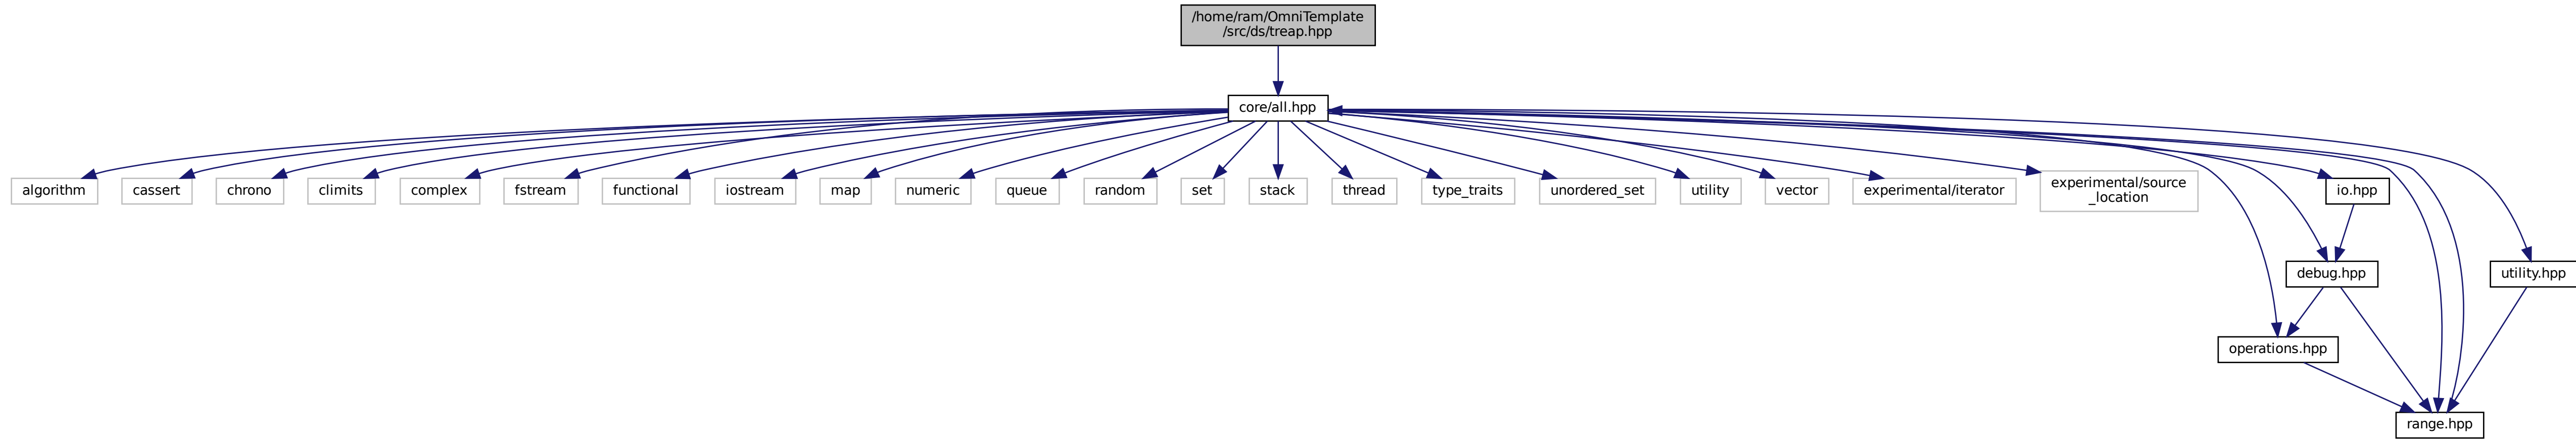 /home/ram/OmniTemplate
/src/ds/treap.hpp
core/all.hpp
algorithm
cassert
chrono
climits
complex
fstream
functional
iostream
map
numeric
queue
random
set
stack
thread
type_traits
unordered_set
utility
vector
experimental/iterator
experimental/source
_location
io.hpp
debug.hpp
utility.hpp
operations.hpp
range.hpp